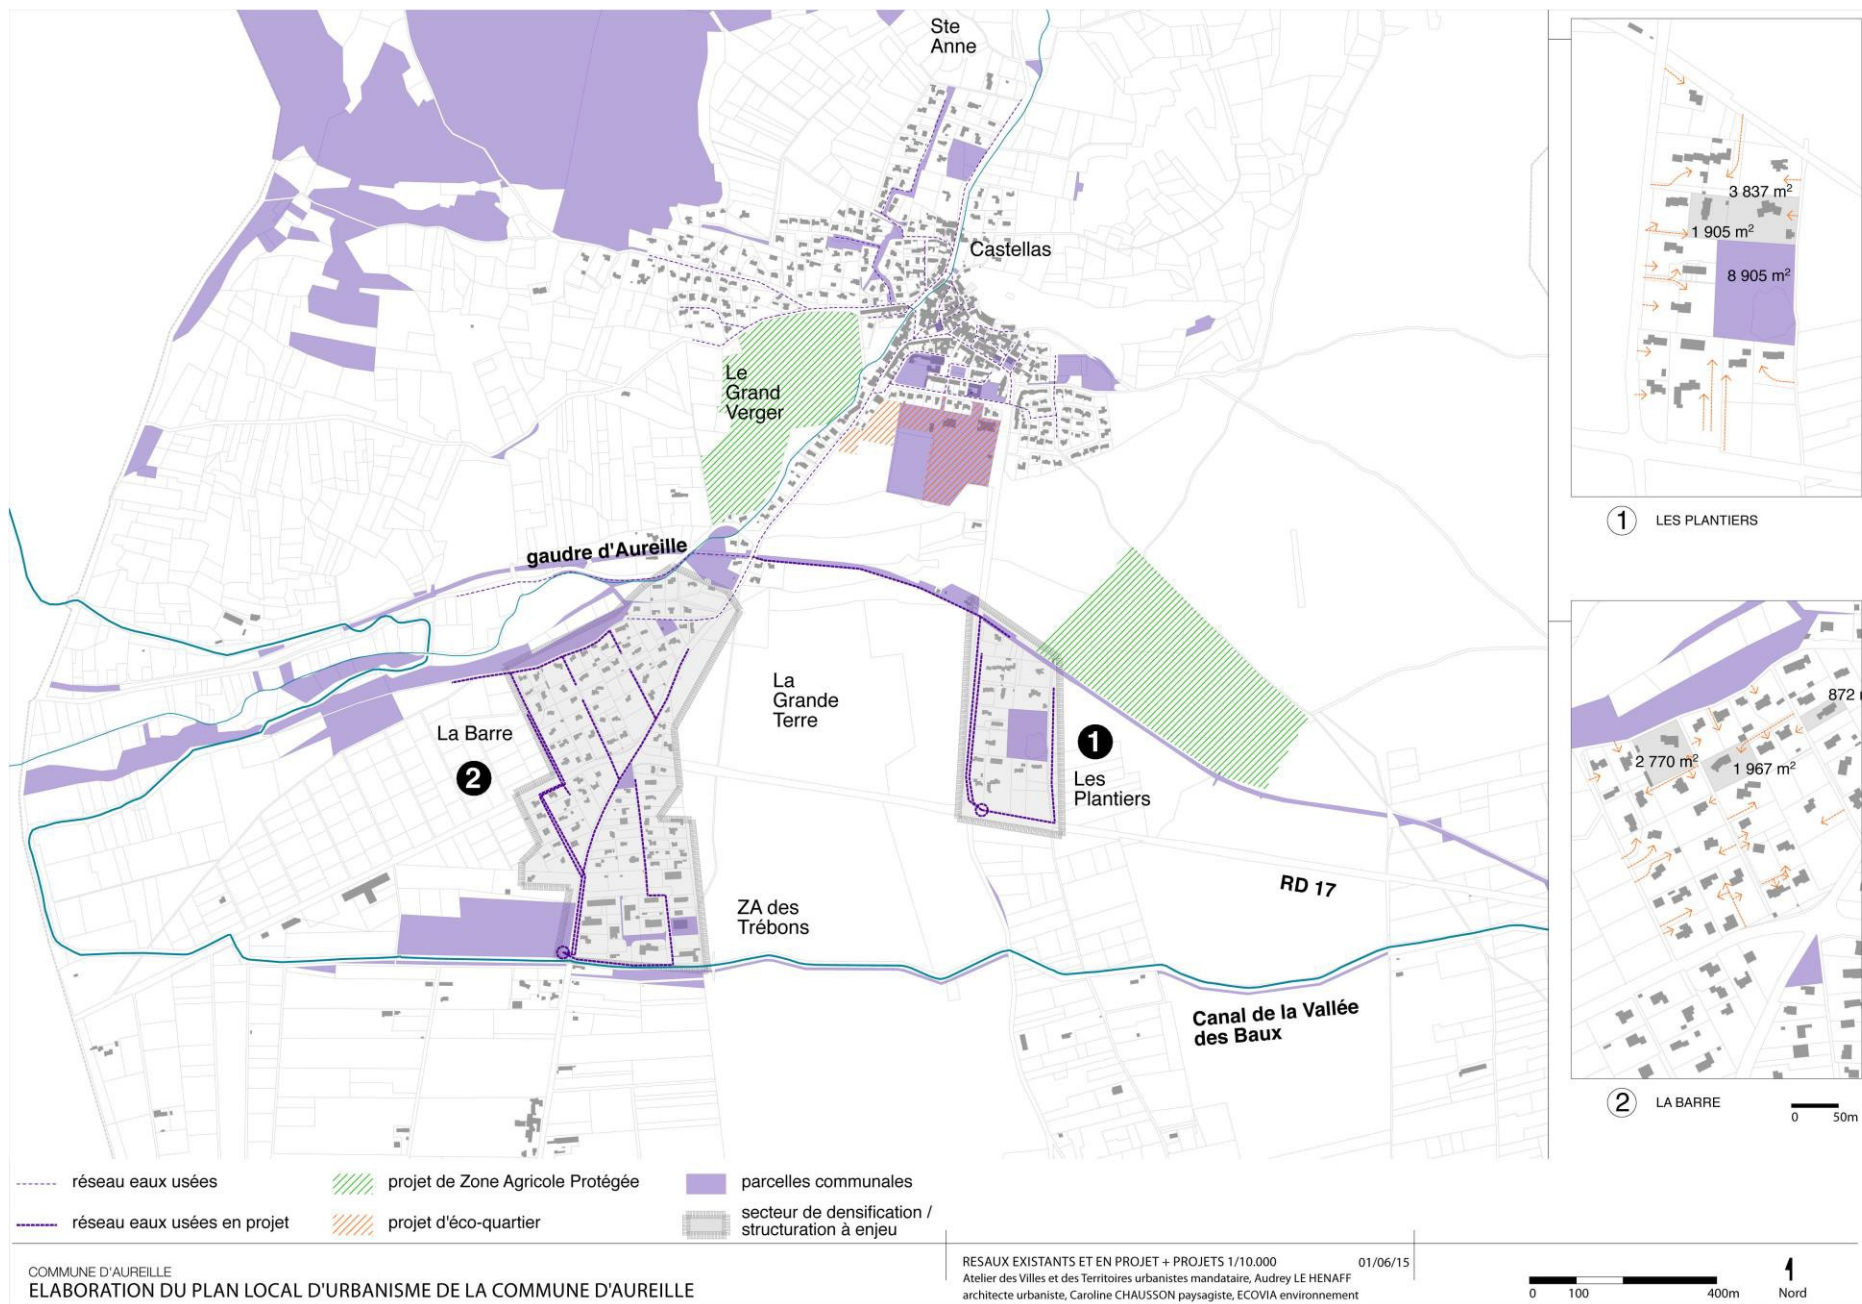 Ste
Anne
Castellas
Le
Grand
Verger
gaudre d'Aureille
La
Grande
Terre
La Barre
2
1
Les
Plantiers
ZA des
Trébons
RD 17
Canal de la Vallée
des Baux
3 837 m²
1 905 m²
8 905 m²
1 LES PLANTIERS
872
2 770 m²
1 967 m²
2 LA BARRE
0 50m
réseau eaux usées
réseau eaux usées en projet
projet de Zone Agricole Protégée
projet d'éco-quartier
parcelles communales
secteur de densification /
structuration à enjeu
COMMUNE D'AUREILLE
ELABORATION DU PLAN LOCAL D'URBANISME DE LA COMMUNE D'AUREILLE
RESAUX EXISTANTS ET EN PROJET + PROJETS 1/10.000 01/06/15
Atelier des Villes et des Territoires urbanistes mandataire, Audrey LE HENAFF
architecte urbaniste, Caroline CHAUSSON paysagiste, ECOVIA environnement
0 100 400m
Nord